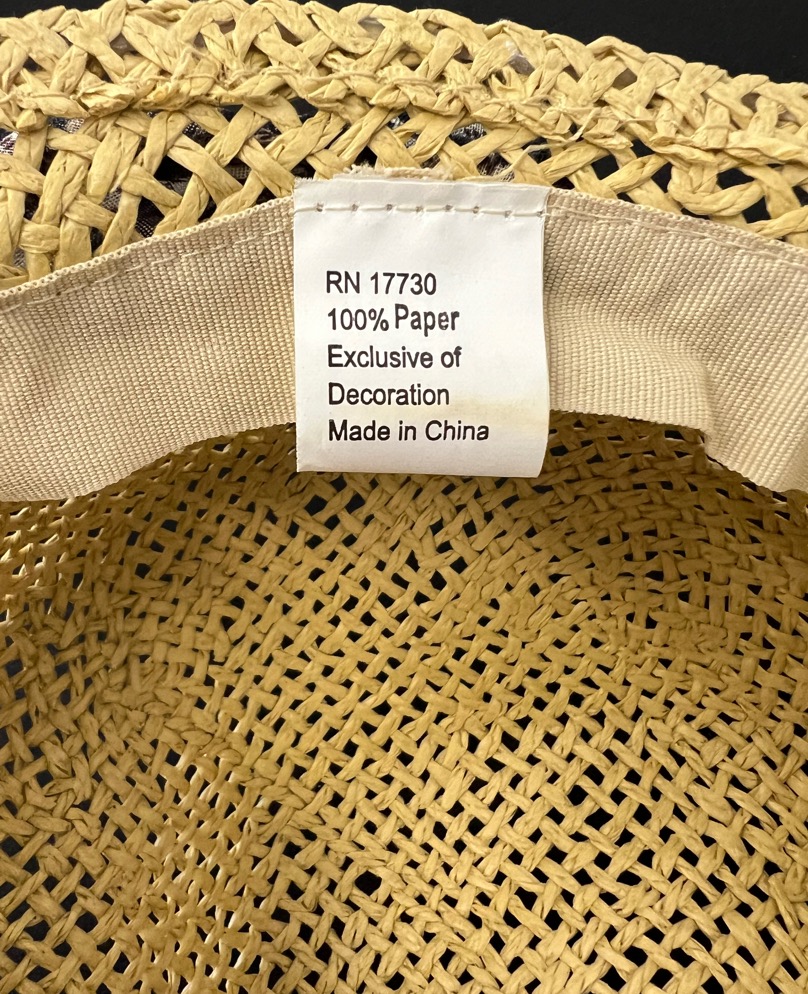 RN 17730
100% Paper
Exclusive of
Decoration
Made in China